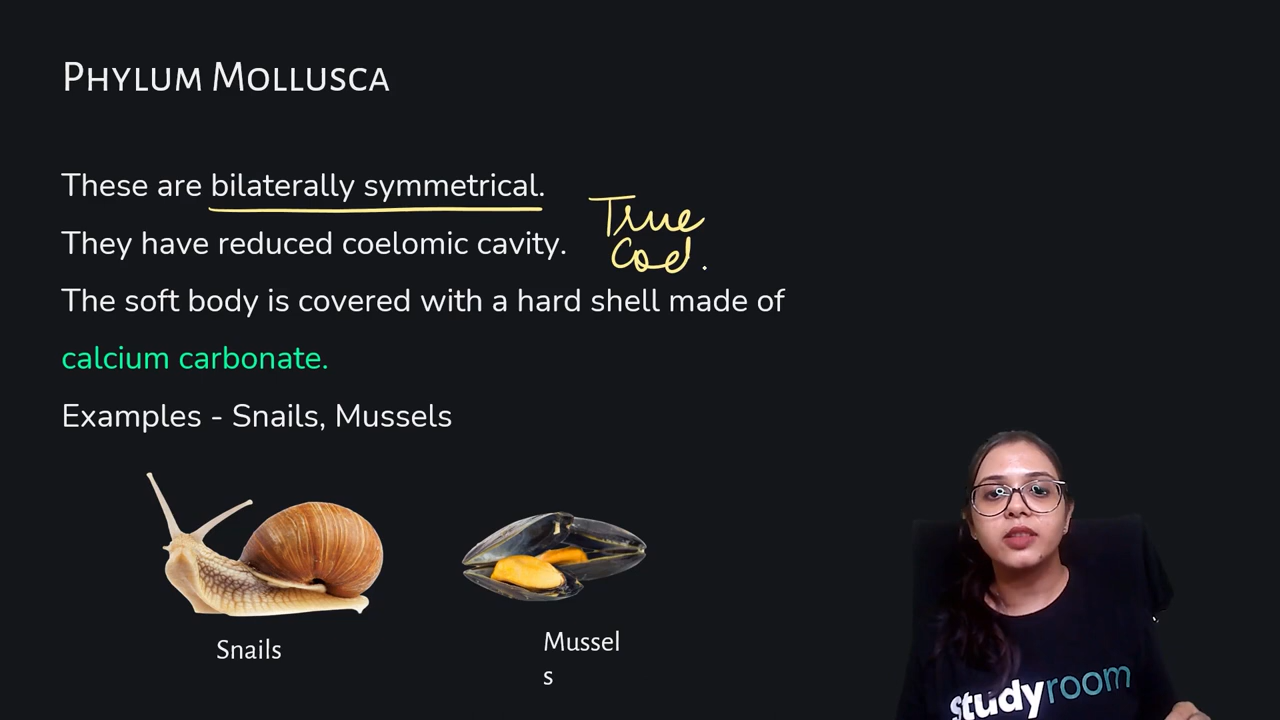 PHYLUM MOLLUSCA
These are bilaterally symmetrical.
They have reduced coelomic cavity.
True
Coel.
The soft body is covered with a hard shell made of
calcium carbonate.
Examples - Snails, Mussels
Snails
Mussel
s
studyroom